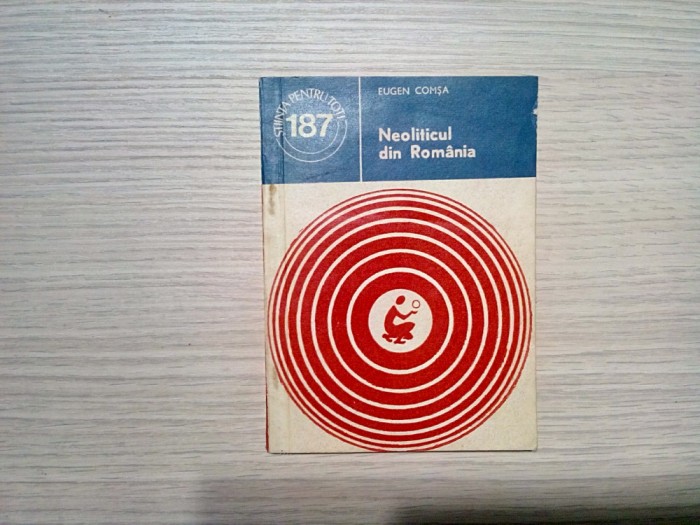 ȘTIINȚA PENTRU TOȚI
187
EUGEN COMȘA
Neoliticul
din România